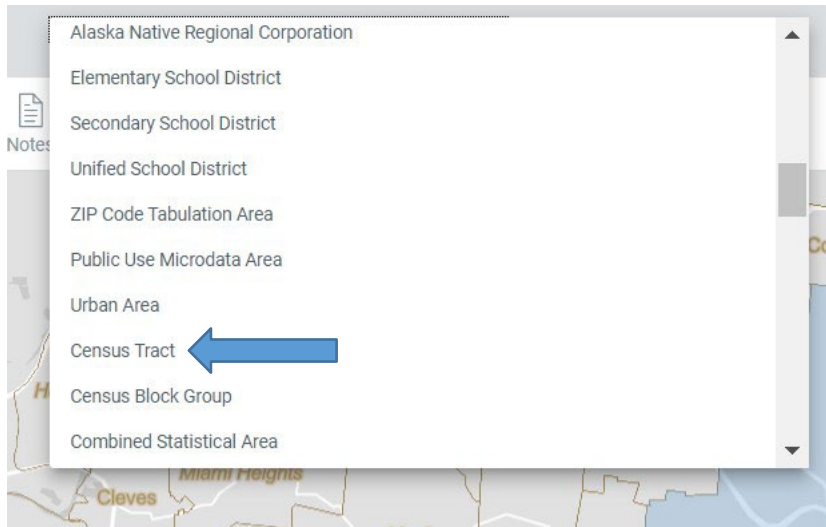 Alaska Native Regional Corporation
Elementary School District
Secondary School District
Notes
Unified School District
ZIP Code Tabulation Area
Public Use Microdata Area
Urban Area
Census Tract
Census Block Group
Combined Statistical Area
Miami Heights
Cleves